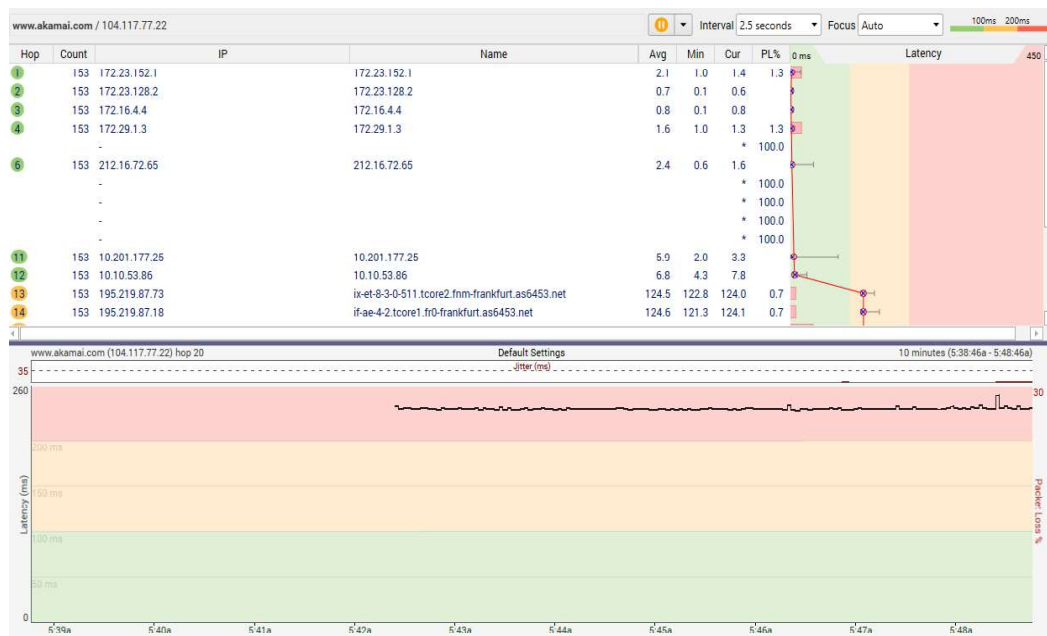 www.akamai.com / 104.117.77.22 Interval 2.5 seconds Focus Auto 100ms 200ms
Hop Count IP Name Avg Min Cur PL% 0 ms Latency 450
1 153 172.23.152.1 172.23.152.1 2.1 1.0 1.4 1.3
2 153 172.23.128.2 172.23.128.2 0.7 0.1 0.6
3 153 172.16.4.4 172.16.4.4 0.8 0.1 0.8
4 153 172.29.1.3 172.29.1.3 1.6 1.0 1.3 1.3
- * 100.0
6 153 212.16.72.65 212.16.72.65 2.4 0.6 1.6
- * 100.0
- * 100.0
- * 100.0
- * 100.0
11 153 10.201.177.25 10.201.177.25 5.9 2.0 3.3
12 153 10.10.53.86 10.10.53.86 6.8 4.3 7.8
13 153 195.219.87.73 ix-et-8-3-0-511.tcore2.fnm-frankfurt.as6453.net 124.5 122.8 124.0 0.7
14 153 195.219.87.18 if-ae-4-2.tcore1.fr0-frankfurt.as6453.net 124.6 121.3 124.1 0.7
www.akamai.com (104.117.77.22) hop 20 Default Settings 10 minutes (5:38:46a - 5:48:46a)
35 Jitter (ms)
260 30
200 ms
150 ms
Latency (ms) Packet Loss %
100 ms
50 ms
0
5:39a 5:40a 5:41a 5:42a 5:43a 5:44a 5:45a 5:46a 5:47a 5:48a